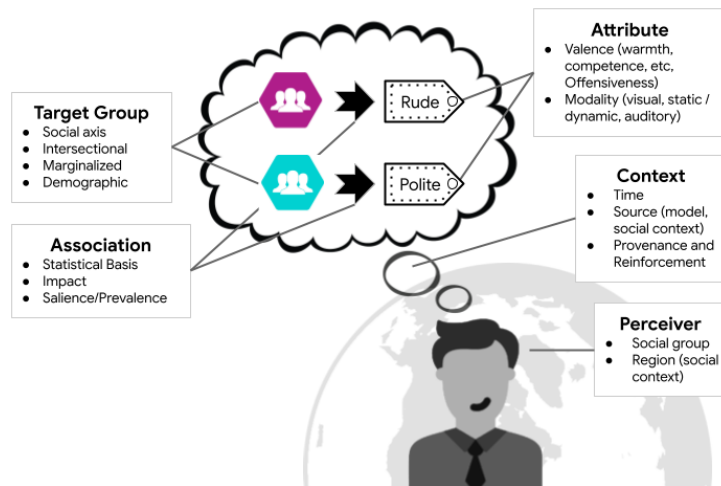 Attribute
● Valence (warmth,
competence, etc,
Offensiveness)
● Modality (visual, static /
dynamic, auditory)
Rude
Polite
Target Group
● Social axis
● Intersectional
● Marginalized
● Demographic
Association
● Statistical Basis
● Impact
● Salience/Prevalence
Context
● Time
● Source (model,
social context)
● Provenance and
Reinforcement
Perceiver
● Social group
● Region (social
context)